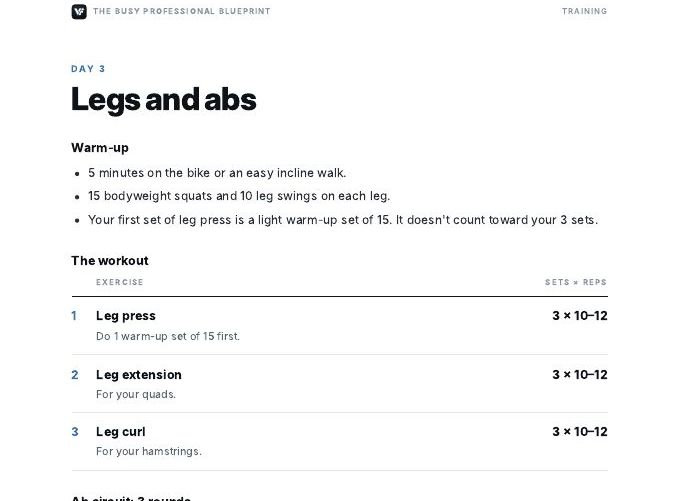 THE BUSY PROFESSIONAL BLUEPRINT
TRAINING
DAY 3
Legs and abs
Warm-up
• 5 minutes on the bike or an easy incline walk.
• 15 bodyweight squats and 10 leg swings on each leg.
• Your first set of leg press is a light warm-up set of 15. It doesn't count toward your 3 sets.
The workout
EXERCISE SETS × REPS
1 Leg press 3 × 10–12
Do 1 warm-up set of 15 first.
2 Leg extension 3 × 10–12
For your quads.
3 Leg curl 3 × 10–12
For your hamstrings.
Ab circuit: 3 rounds